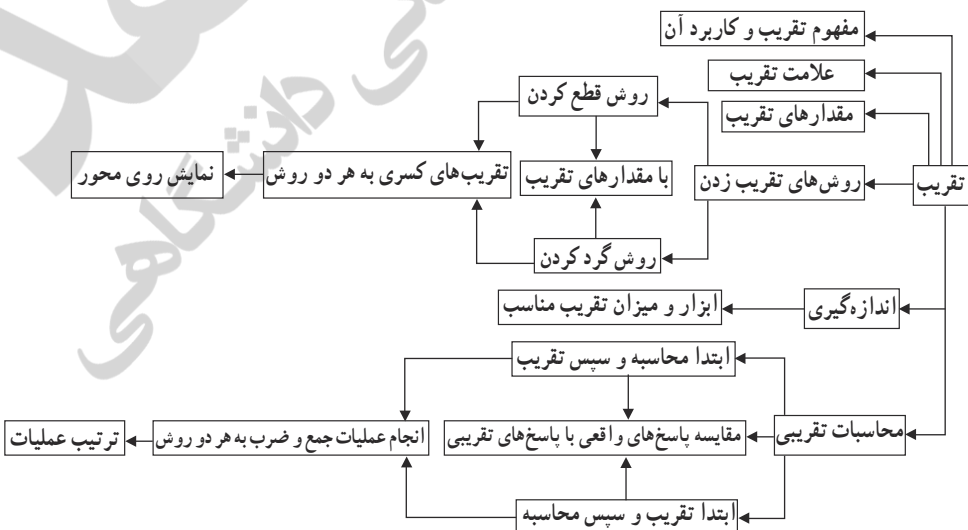 مفهوم تقریب و کاربرد آن
علامت تقریب
مقدارهای تقریب
تقریب
روش‌های تقریب زدن
روش قطع کردن
با مقدارهای تقریب
روش گرد کردن
تقریب‌های کسری به هر دو روش
نمایش روی محور
اندازه‌گیری
ابزار و میزان تقریب مناسب
محاسبات تقریبی
ابتدا محاسبه و سپس تقریب
مقایسه پاسخ‌های واقعی با پاسخ‌های تقریبی
ابتدا تقریب و سپس محاسبه
انجام عملیات جمع و ضرب به هر دو روش
ترتیب عملیات